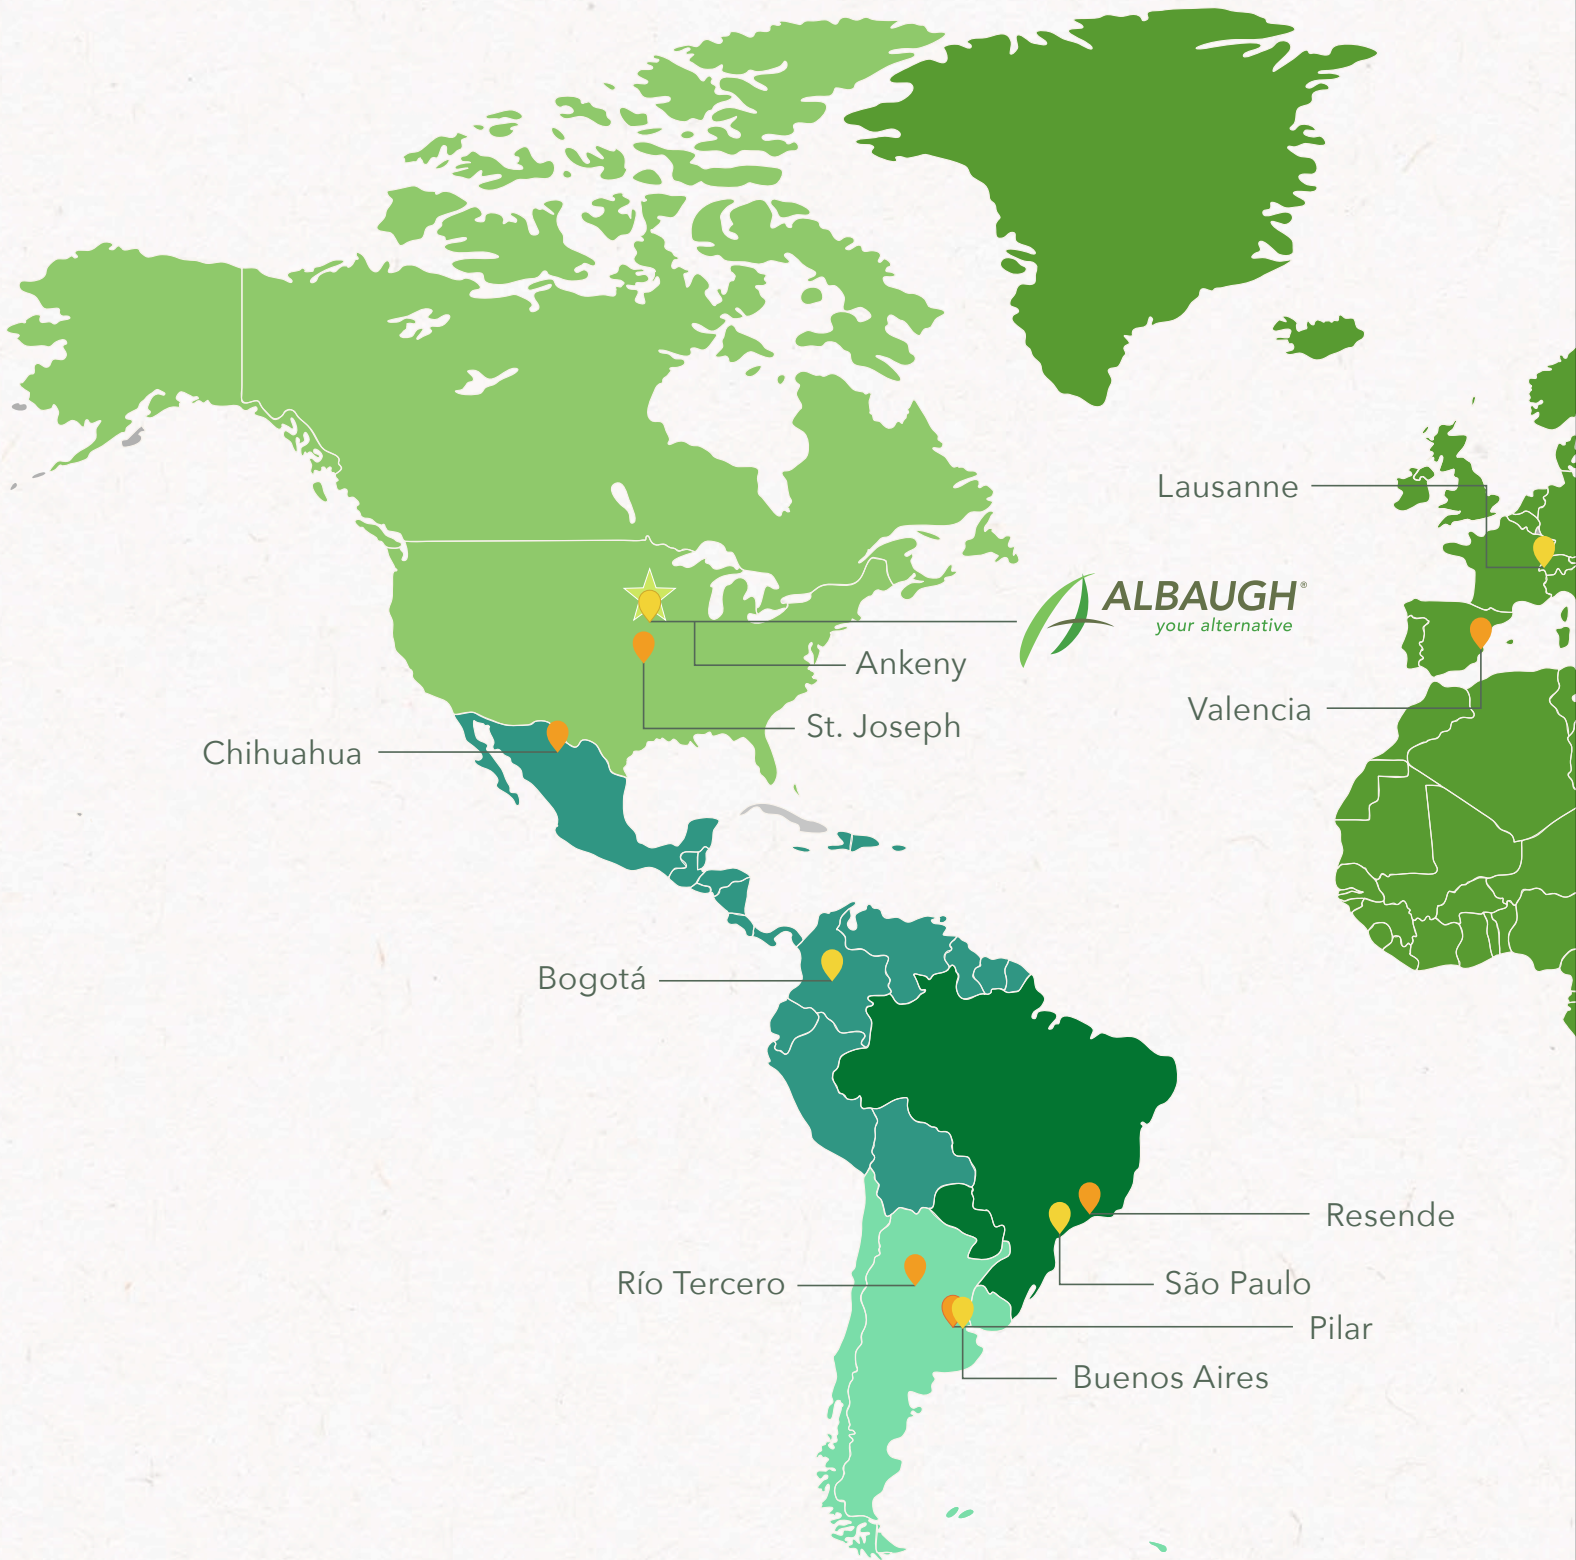 Lausanne
ALBAUGH®
your alternative
Ankeny
Valencia
St. Joseph
Chihuahua
Bogotá
Resende
Río Tercero
São Paulo
Pilar
Buenos Aires